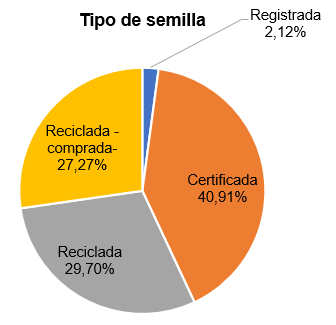 Tipo de semilla
Registrada
2,12%
Certificada
40,91%
Reciclada
29,70%
Reciclada -
comprada-
27,27%